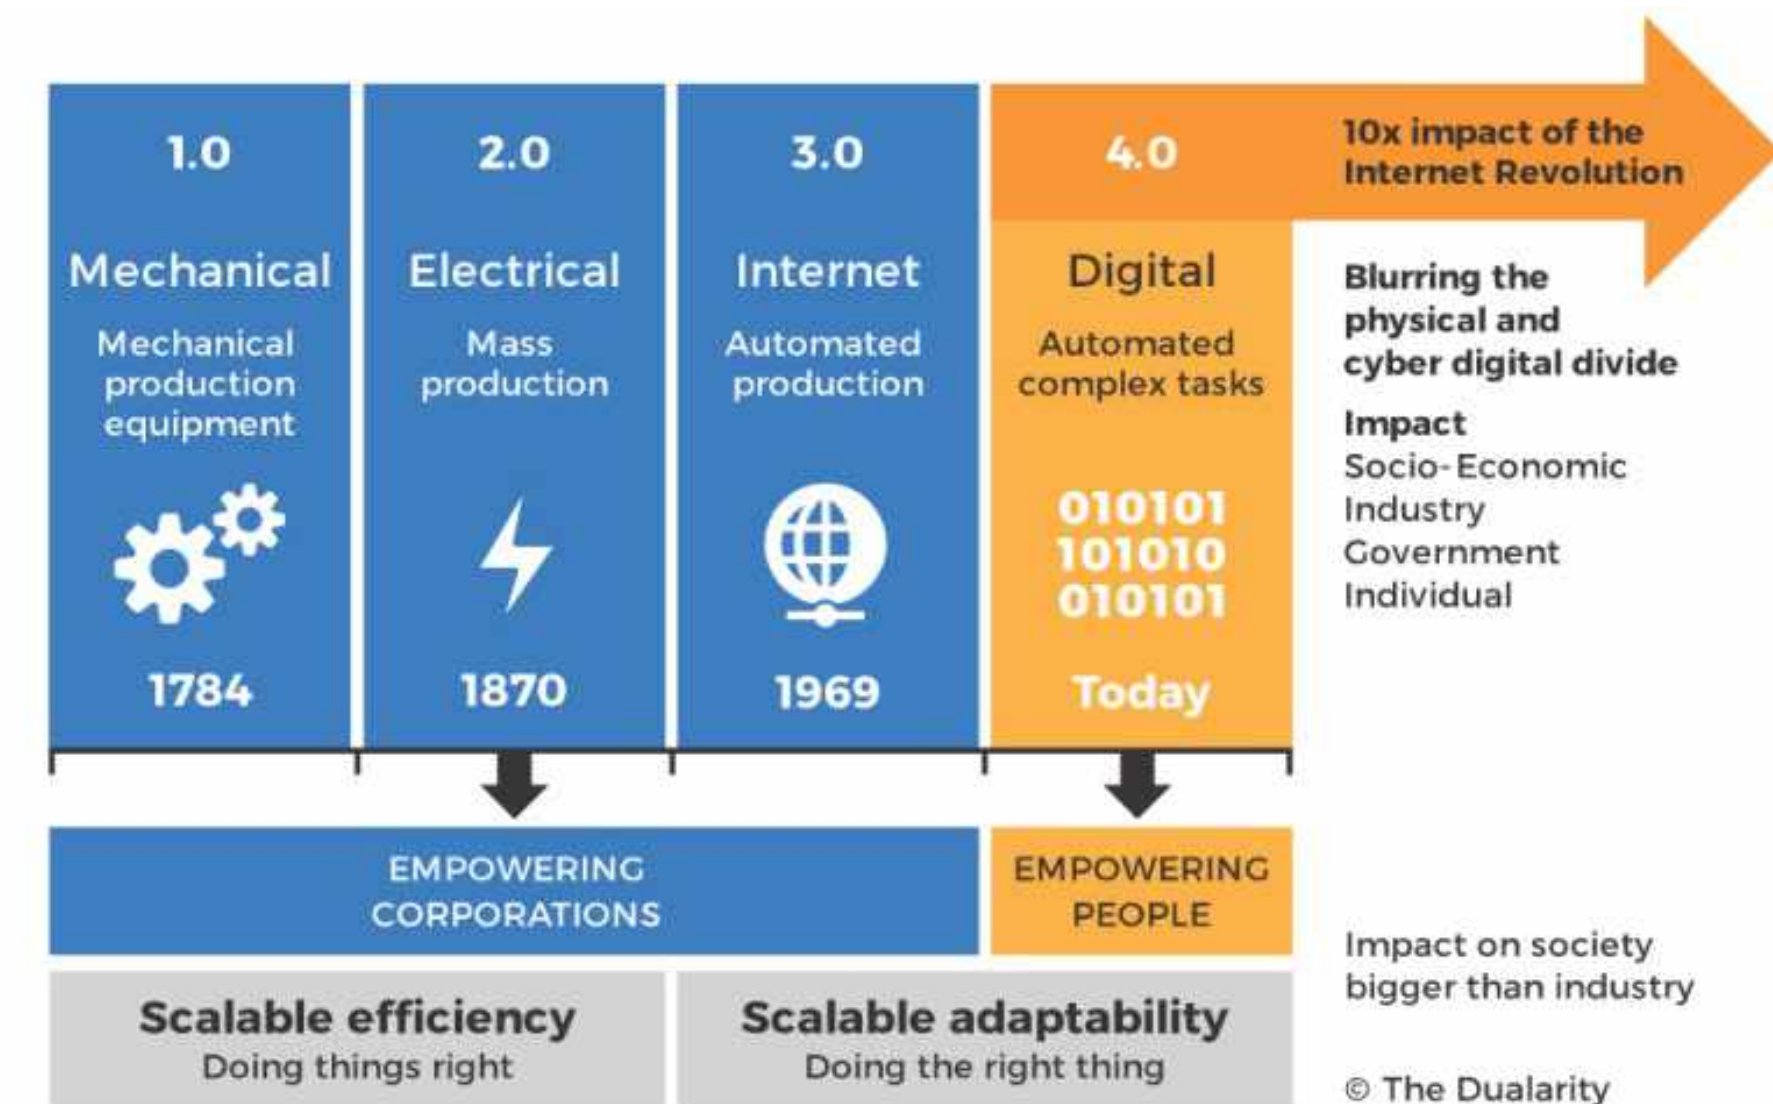 1.0
Mechanical
Mechanical
production
equipment
1784
2.0
Electrical
Mass
production
1870
3.0
Internet
Automated
production
1969
4.0
Digital
Automated
complex tasks
010101
101010
010101
Today
10x impact of the
Internet Revolution
Blurring the
physical and
cyber digital divide
Impact
Socio-Economic
Industry
Government
Individual
EMPOWERING
CORPORATIONS
EMPOWERING
PEOPLE
Scalable efficiency
Doing things right
Scalable adaptability
Doing the right thing
Impact on society
bigger than industry
© The Dualarity